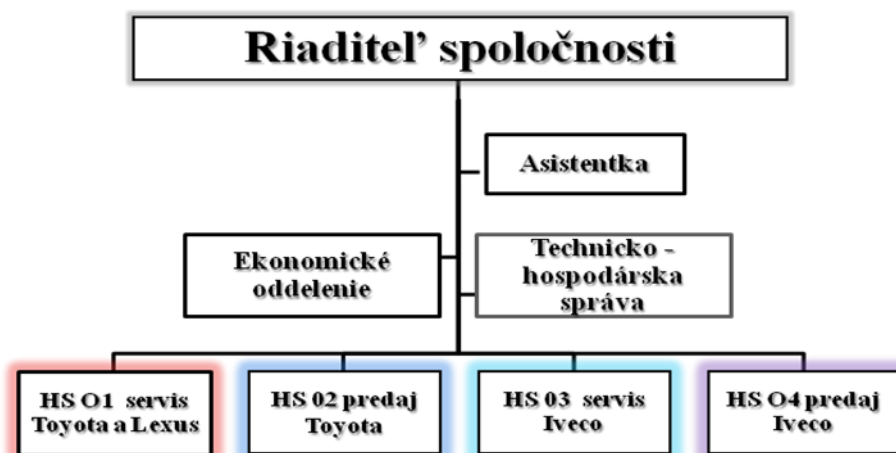 Riaditeľ spoločnosti
Asistentka
Ekonomické
oddelenie
Technicko -
hospodárska
správa
HS O1 servis
Toyota a Lexus
HS 02 predaj
Toyota
HS 03 servis
Iveco
HS O4 predaj
Iveco